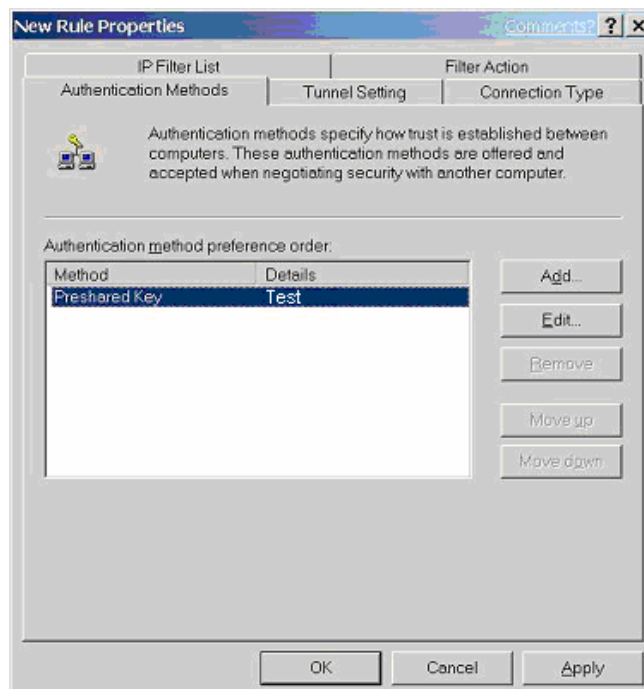 New Rule Properties Comments? ? X
IP Filter List Filter Action
Authentication Methods Tunnel Setting Connection Type
Authentication methods specify how trust is established between
computers. These authentication methods are offered and
accepted when negotiating security with another computer.
Authentication method preference order:
Method Details
Preshared Key Test
Add...
Edit...
Remove
Move up
Move down
OK Cancel Apply